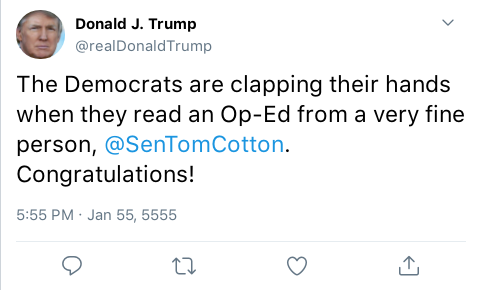 Donald J. Trump
@realDonaldTrump
The Democrats are clapping their hands
when they read an Op-Ed from a very fine
person, @SenTomCotton.
Congratulations!
5:55 PM · Jan 55, 5555